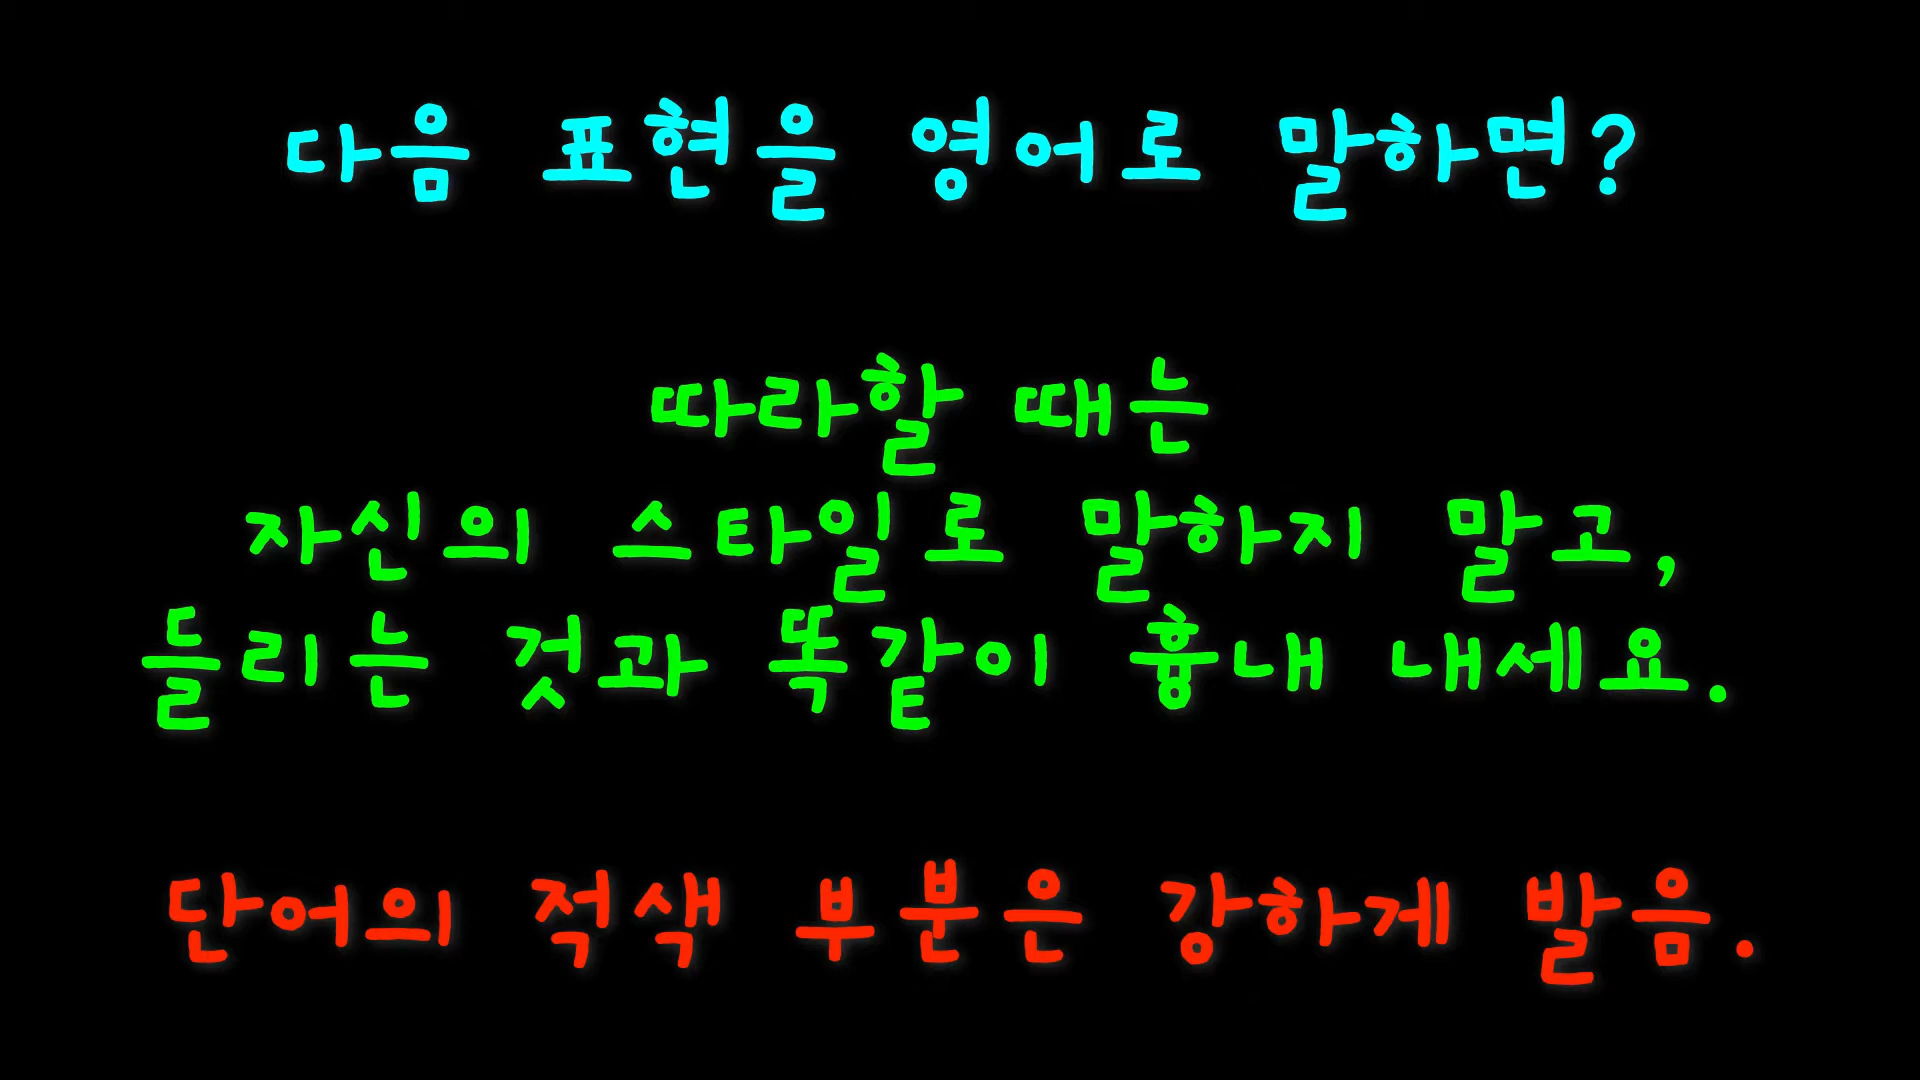 다음 표현을 영어로 말하면?
따라할 때는
자신의 스타일로 말하지 말고,
들리는 것과 똑같이 흉내 내세요.
단어의 적색 부분은 강하게 발음.